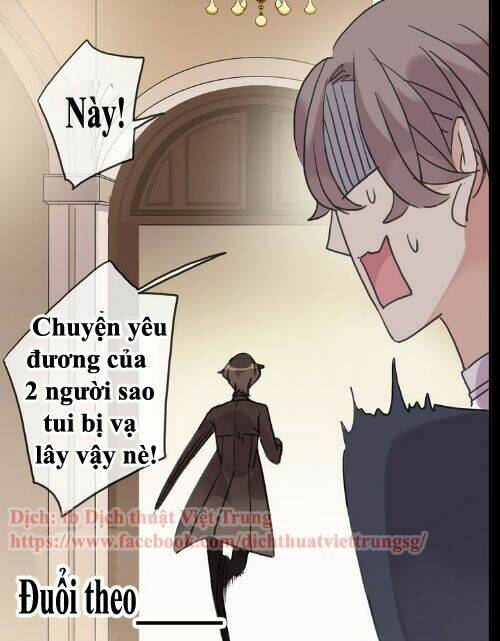 Này!
Chuyện yêu
đương của
2 người sao
tui bị vạ
lây vậy nè!
Dịch: ib Dịch thuật Việt Trung
https://www.facebook.com/dichthuatviettrungsg/
Đuổi theo